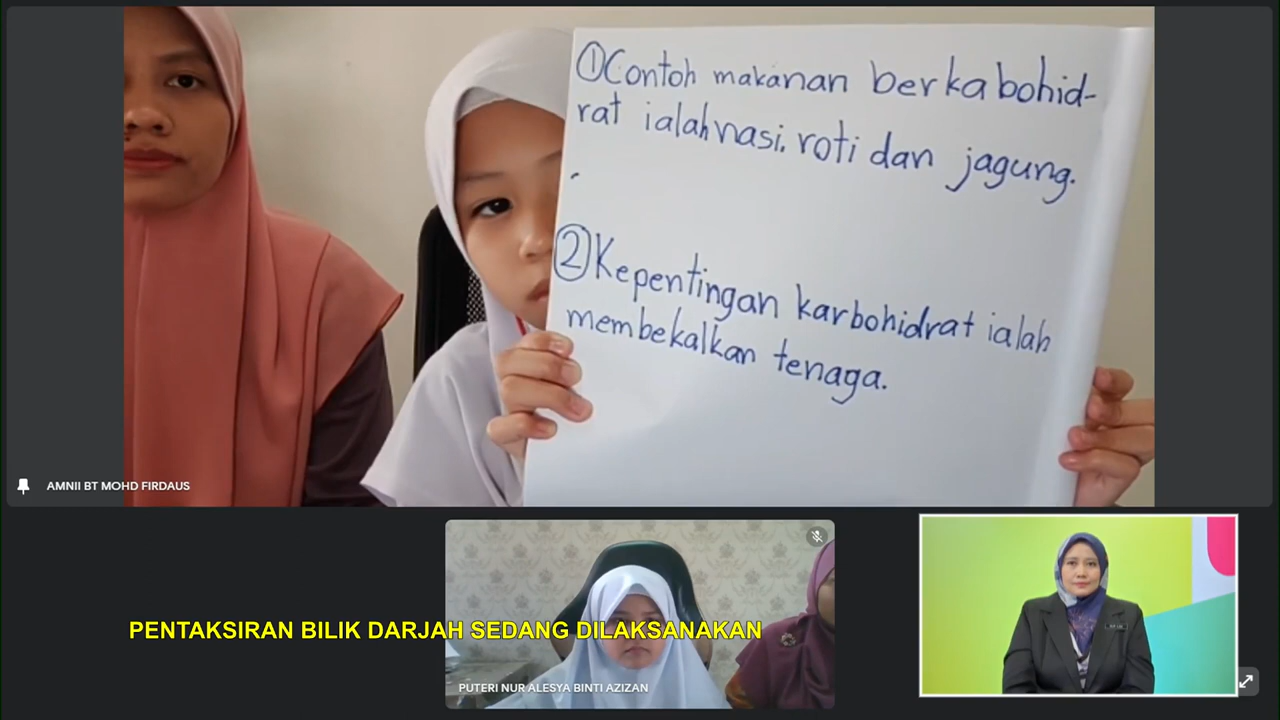 ①Contoh makanan berkabohid-
rat ialah nasi, roti dan jagung.
②Kepentingan karbohidrat ialah
membekalkan tenaga.
AMNII BT MOHD FIRDAUS
PENTAKSIRAN BILIK DARJAH SEDANG DILAKSANAKAN
PUTERI NUR ALESYA BINTI AZIZAN